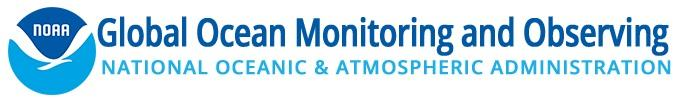 NOAA
Global Ocean Monitoring and Observing
NATIONAL OCEANIC & ATMOSPHERIC ADMINISTRATION